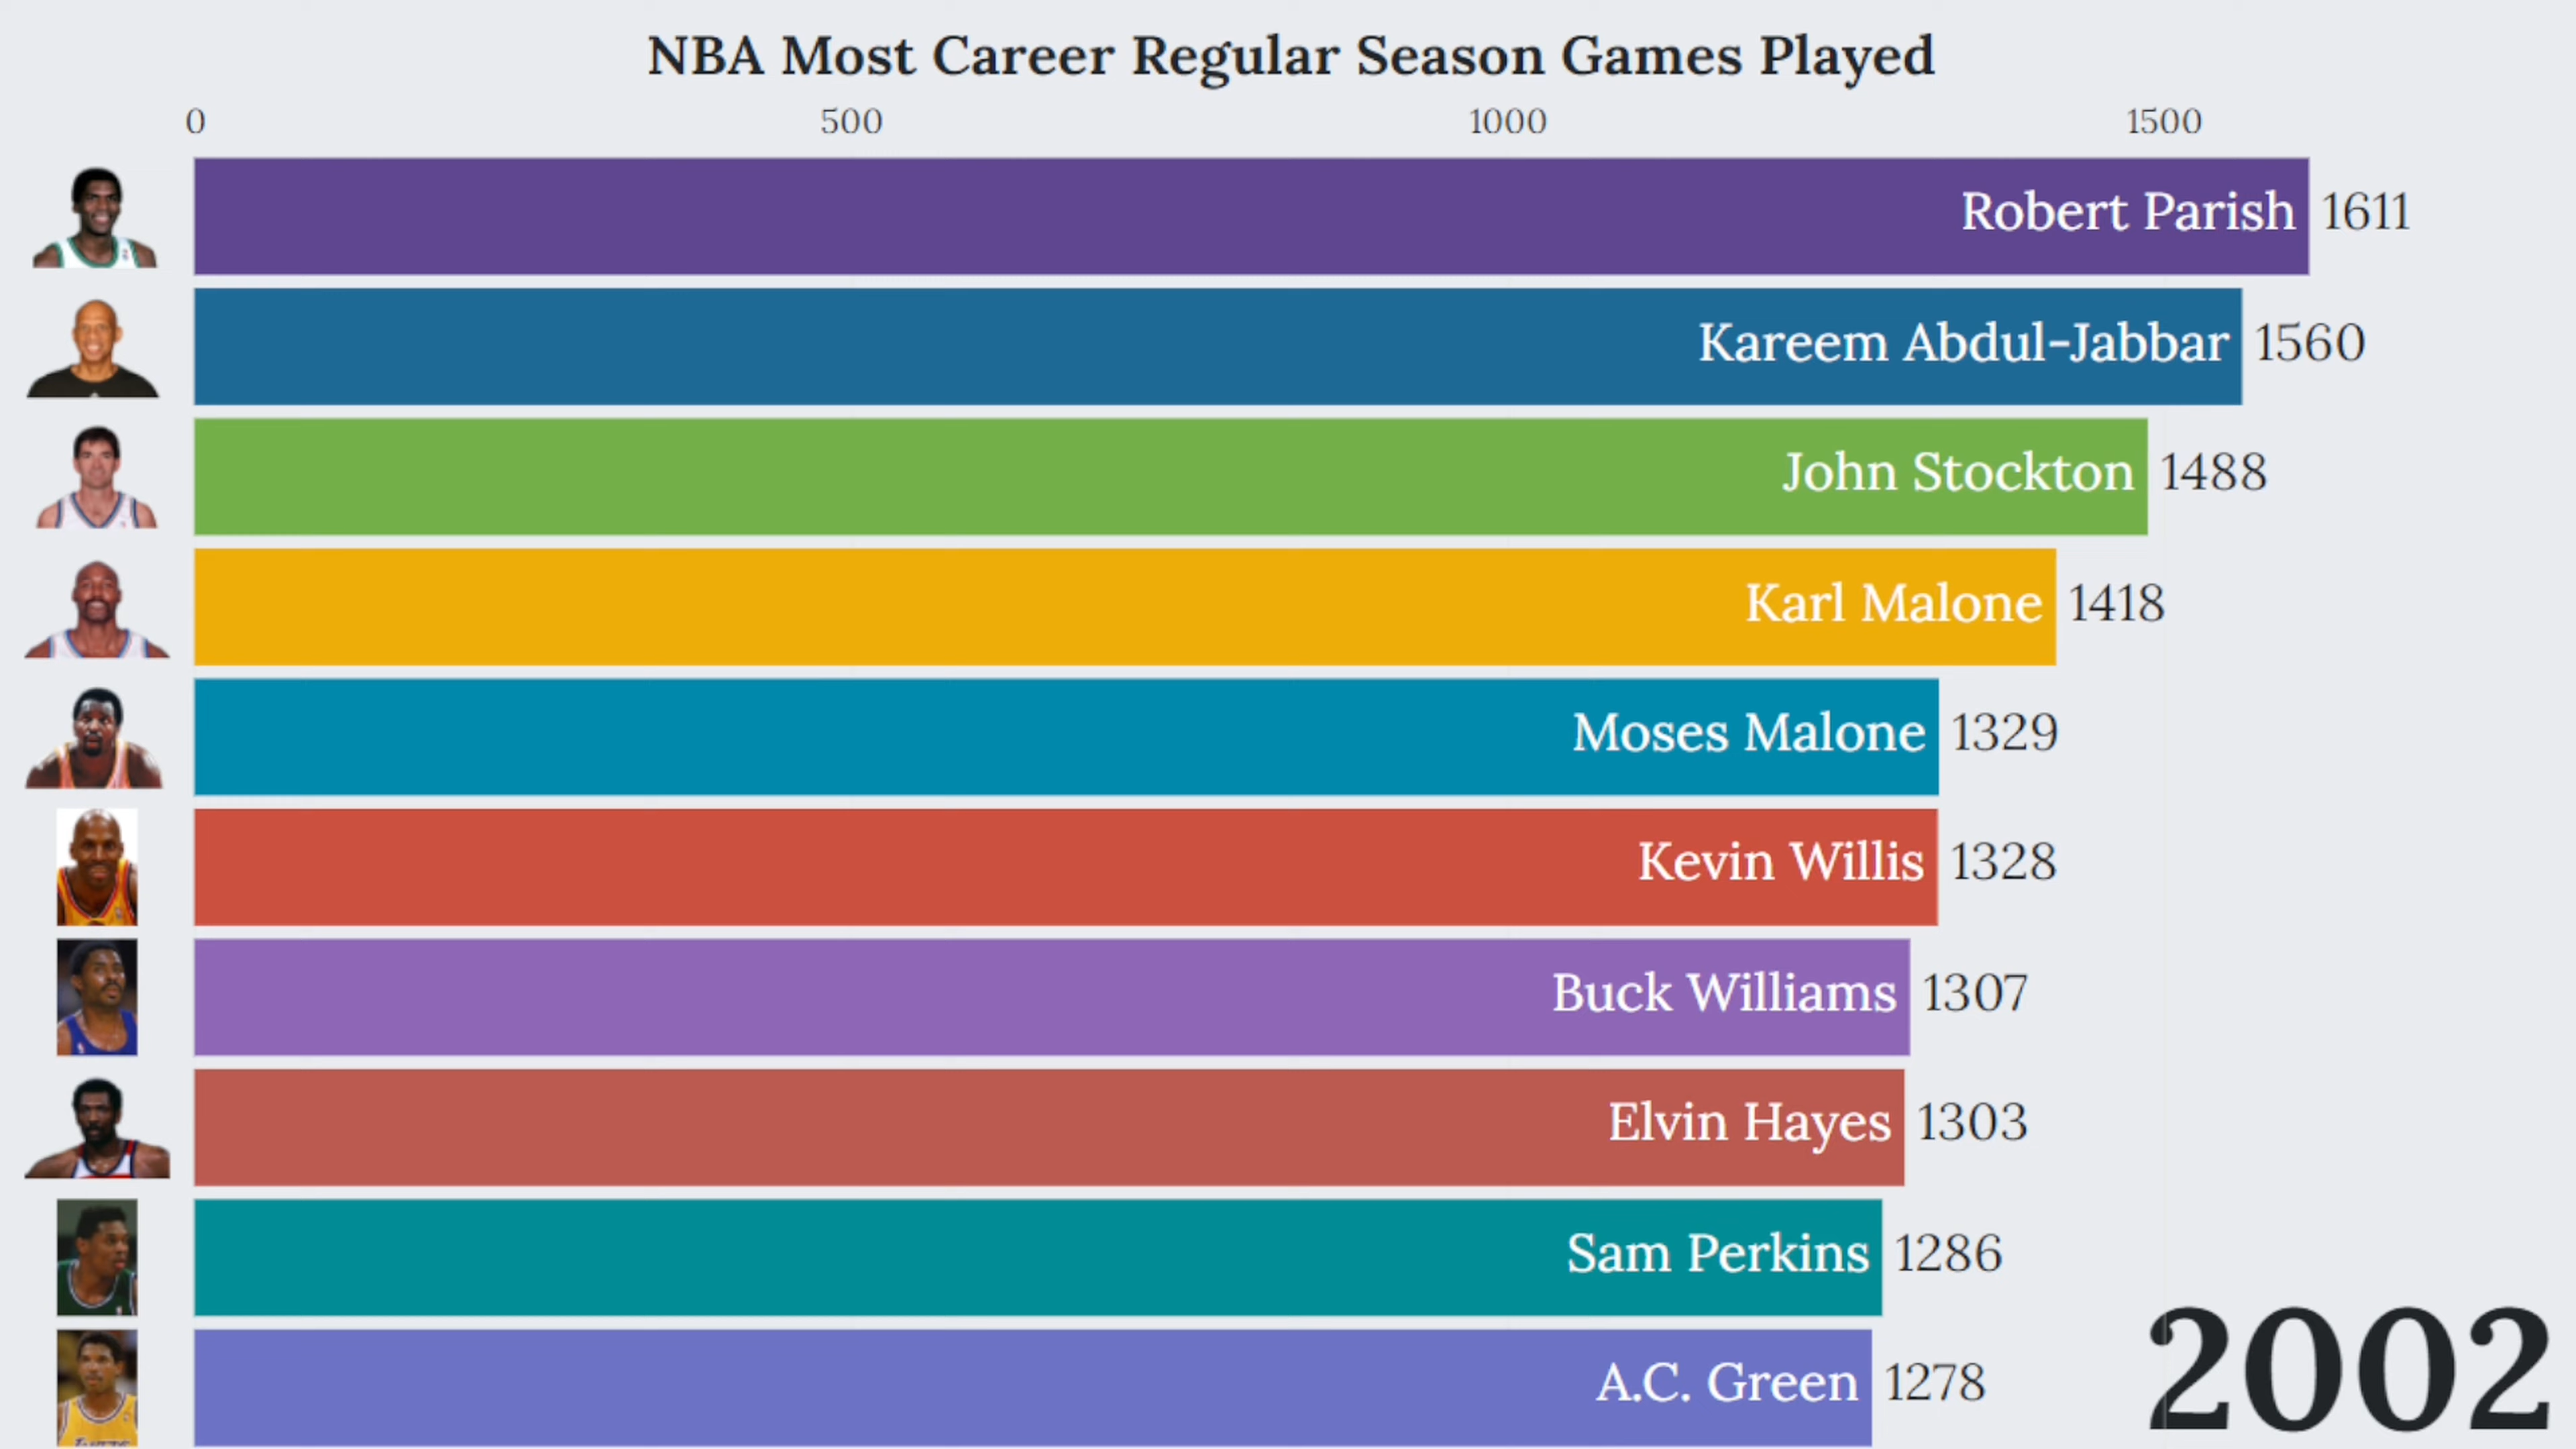 NBA Most Career Regular Season Games Played
0 500 1000 1500
Robert Parish 1611
Kareem Abdul-Jabbar 1560
John Stockton 1488
Karl Malone 1418
Moses Malone 1329
Kevin Willis 1328
Buck Williams 1307
Elvin Hayes 1303
Sam Perkins 1286
A.C. Green 1278
2002